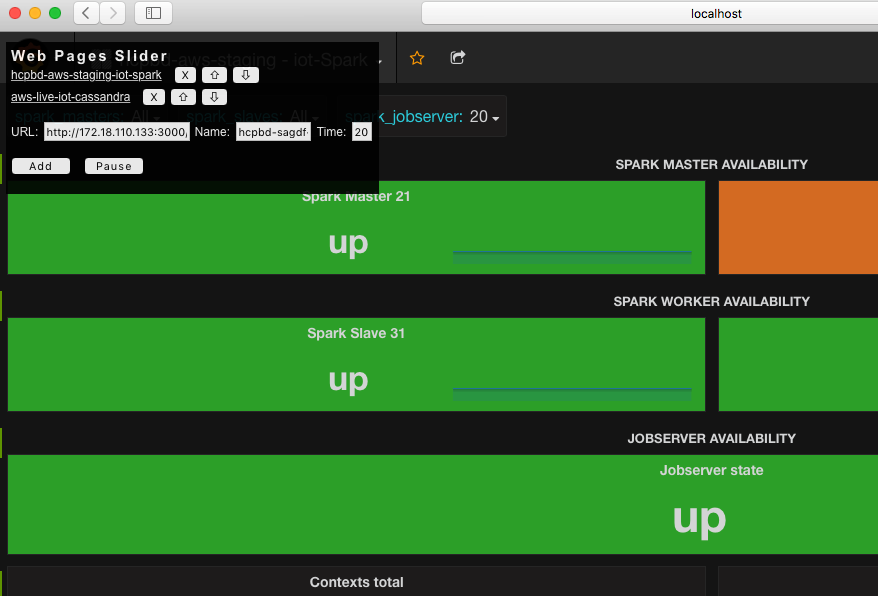 localhost
Web Pages Slider
hcpbd-aws-staging - iot-Spark
hcpbd-aws-staging-iot-spark X ⇧ ⇩
aws-live-iot-cassandra X ⇧ ⇩
spark_masters: All spark_slaves: All spark_jobserver: 20
URL: http://172.18.110.133:3000, Name: hcpbd-sagdf Time: 20
Add Pause
SPARK MASTER AVAILABILITY
Spark Master 21
up
SPARK WORKER AVAILABILITY
Spark Slave 31
up
JOBSERVER AVAILABILITY
Jobserver state
up
Contexts total